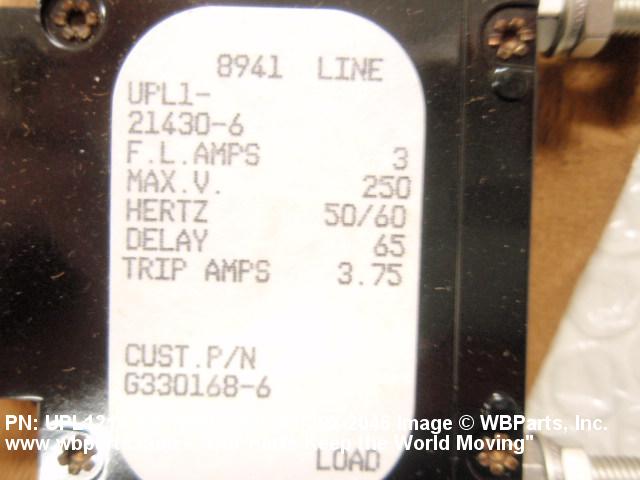 8941 LINE
UPL1-
21430-6
F.L.AMPS 3
MAX.V. 250
HERTZ 50/60
DELAY 65
TRIP AMPS 3.75
CUST.P/N
G330168-6
PN: Image © WBParts, Inc.
Keep the World Moving"
LOAD